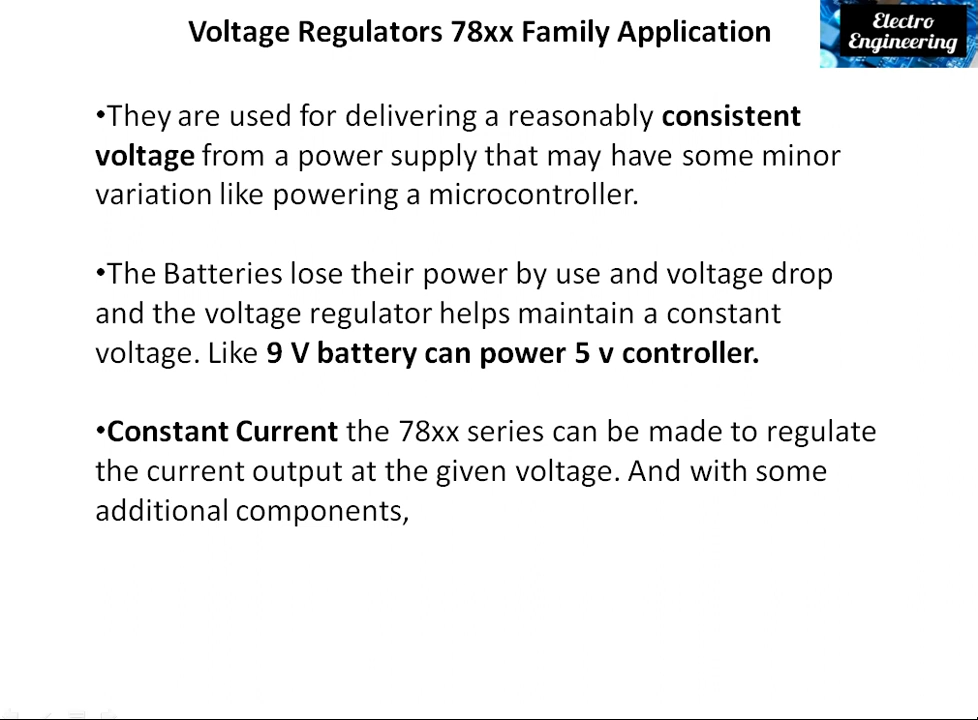 Voltage Regulators 78xx Family Application
Electro
Engineering
•They are used for delivering a reasonably consistent
voltage from a power supply that may have some minor
variation like powering a microcontroller.
•The Batteries lose their power by use and voltage drop
and the voltage regulator helps maintain a constant
voltage. Like 9 V battery can power 5 v controller.
•Constant Current the 78xx series can be made to regulate
the current output at the given voltage. And with some
additional components,